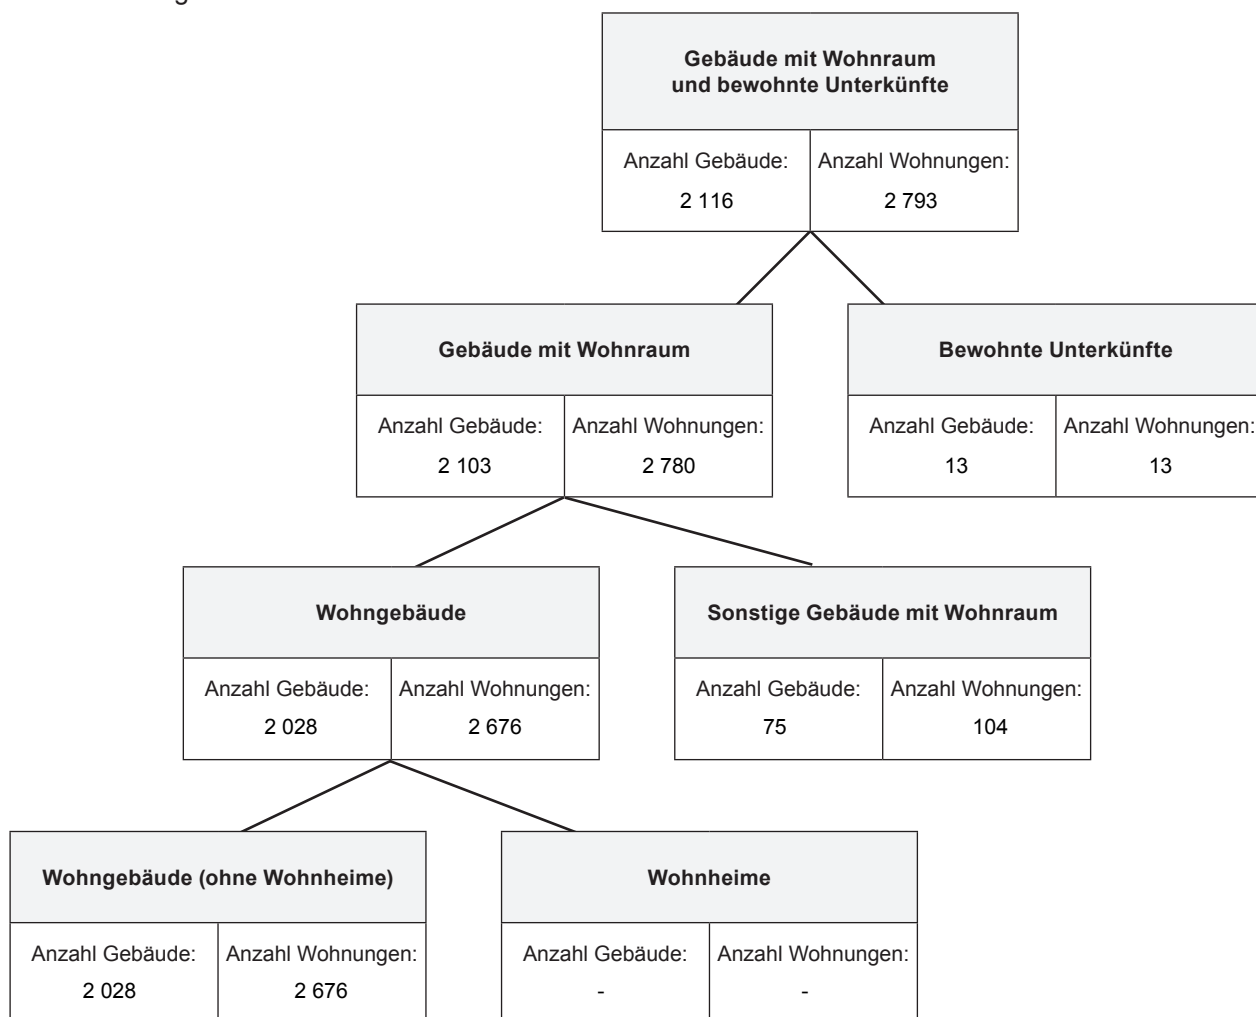 Gebäude mit Wohnraum
und bewohnte Unterkünfte
Anzahl Gebäude: Anzahl Wohnungen:
2 116 2 793
Gebäude mit Wohnraum
Anzahl Gebäude: Anzahl Wohnungen:
2 103 2 780
Bewohnte Unterkünfte
Anzahl Gebäude: Anzahl Wohnungen:
13 13
Wohngebäude
Anzahl Gebäude: Anzahl Wohnungen:
2 028 2 676
Sonstige Gebäude mit Wohnraum
Anzahl Gebäude: Anzahl Wohnungen:
75 104
Wohngebäude (ohne Wohnheime)
Anzahl Gebäude: Anzahl Wohnungen:
2 028 2 676
Wohnheime
Anzahl Gebäude: Anzahl Wohnungen:
- -